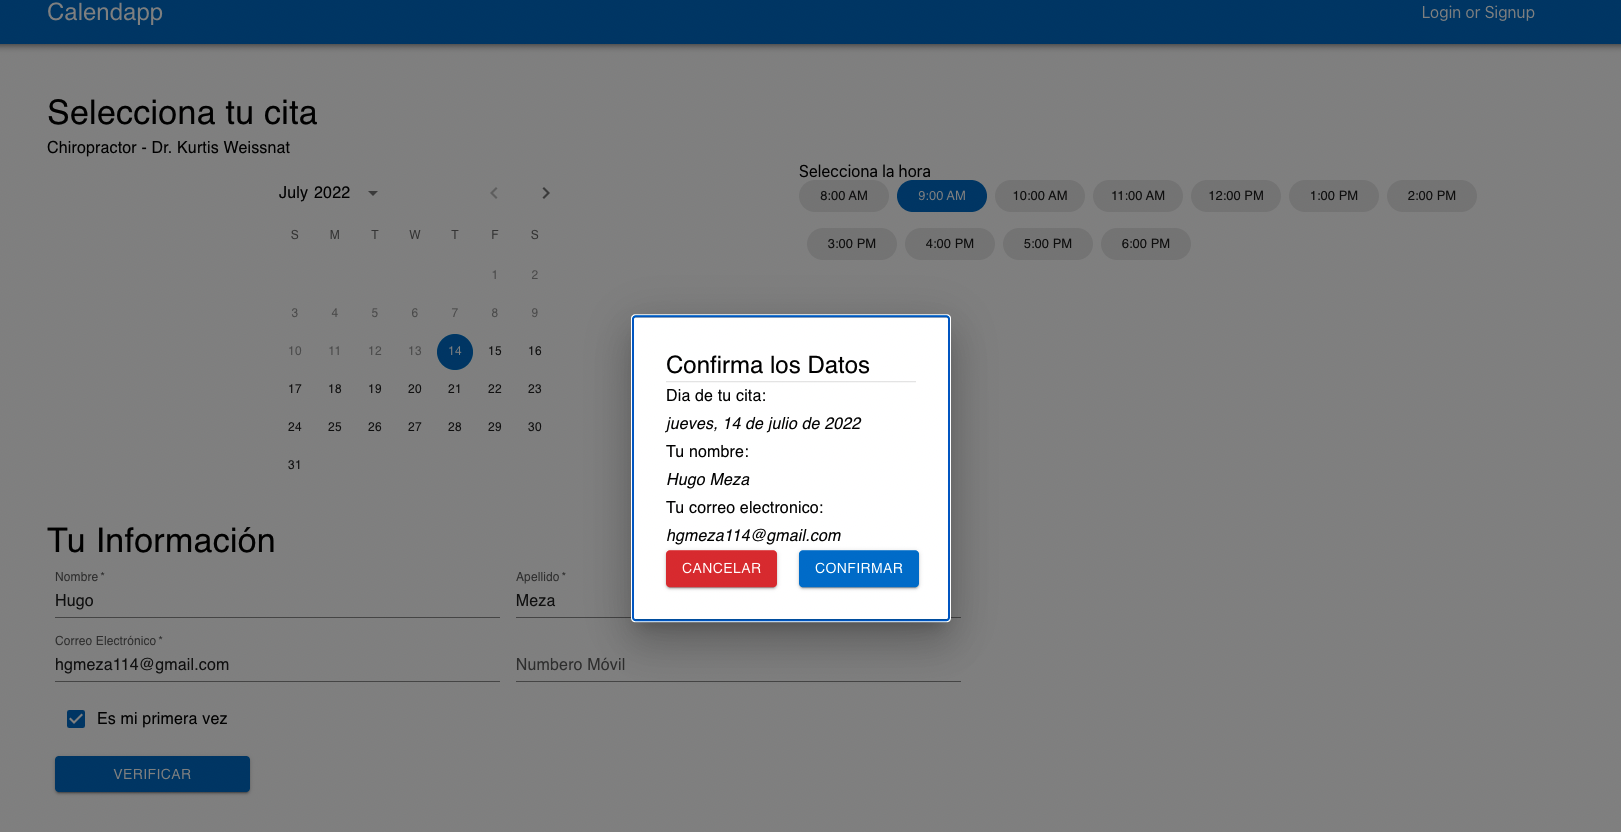 Calendapp
Login or Signup
Selecciona tu cita
Chiropractor - Dr. Kurtis Weissnat
July 2022
S M T W T F S
1 2
3 4 5 6 7 8 9
10 11 12 13 14 15 16
17 18 19 20 21 22 23
24 25 26 27 28 29 30
31
Selecciona la hora
8:00 AM 9:00 AM 10:00 AM 11:00 AM 12:00 PM 1:00 PM 2:00 PM
3:00 PM 4:00 PM 5:00 PM 6:00 PM
Confirma los Datos
Dia de tu cita:
jueves, 14 de julio de 2022
Tu nombre:
Hugo Meza
Tu correo electronico:
hgmeza114@gmail.com
CANCELAR CONFIRMAR
Tu Información
Nombre *
Hugo
Apellido *
Meza
Correo Electrónico *
hgmeza114@gmail.com
Numbero Móvil
Es mi primera vez
VERIFICAR